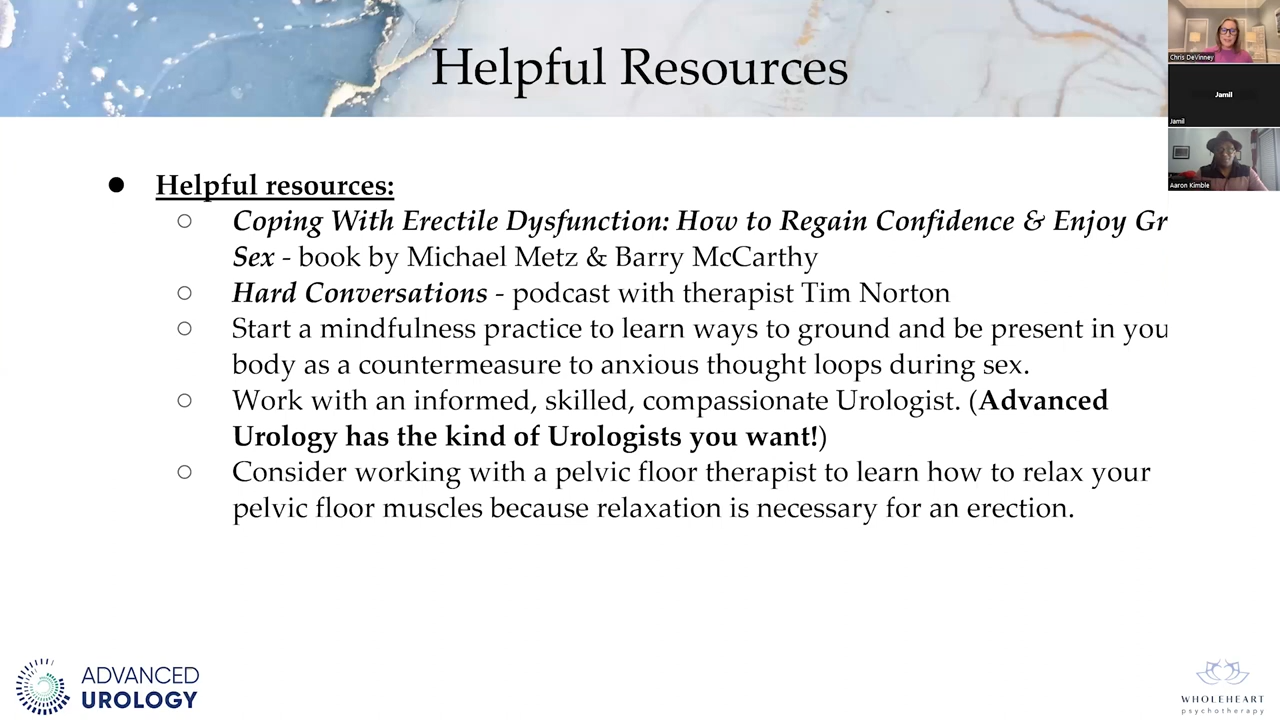 Helpful Resources
● Helpful resources:
○ Coping With Erectile Dysfunction: How to Regain Confidence & Enjoy Gr
Sex - book by Michael Metz & Barry McCarthy
○ Hard Conversations - podcast with therapist Tim Norton
○ Start a mindfulness practice to learn ways to ground and be present in you
body as a countermeasure to anxious thought loops during sex.
○ Work with an informed, skilled, compassionate Urologist. (Advanced
Urology has the kind of Urologists you want!)
○ Consider working with a pelvic floor therapist to learn how to relax your
pelvic floor muscles because relaxation is necessary for an erection.
Chris DeVinney
Jamil
Jamil
Aaron Kimble
ADVANCED
UROLOGY
WHOLEHEART
psychotherapy